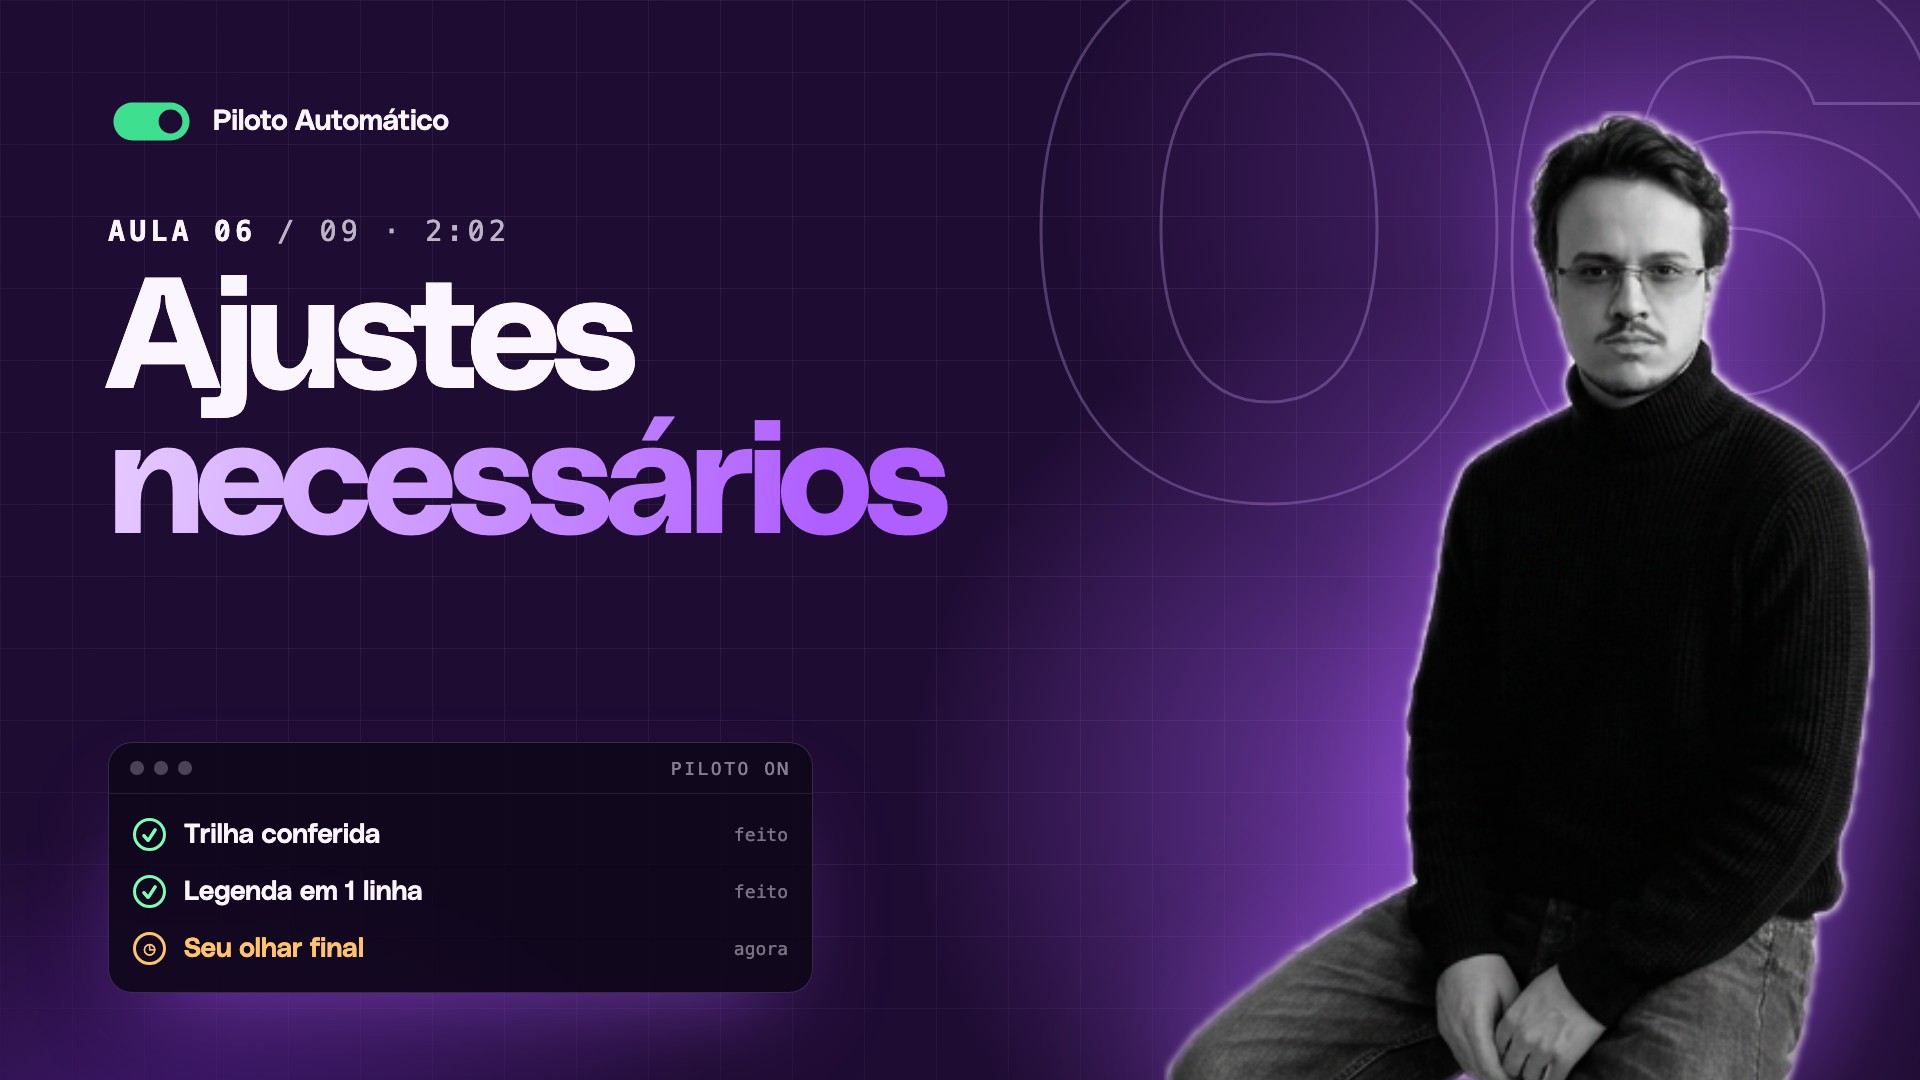 06
Piloto Automático
AULA 06 / 09 · 2:02
Ajustes
necessários
PILOTO ON
Trilha conferida feito
Legenda em 1 linha feito
Seu olhar final agora